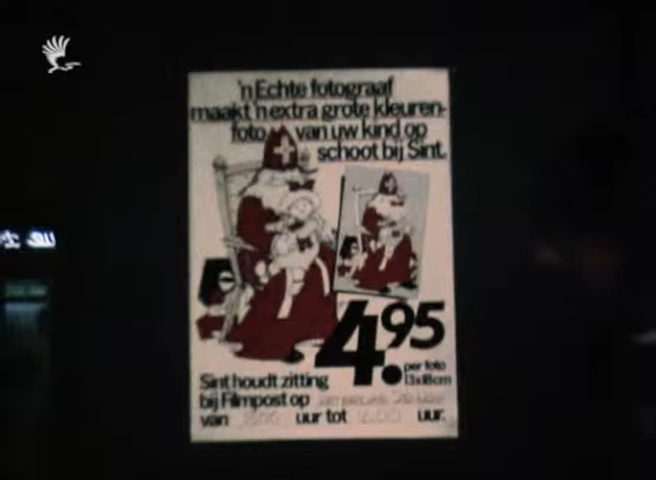 'n Echte fotograaf
maakt 'n extra grote kleuren-
foto van uw kind op
schoot bij Sint.
4.95
per foto
13x18cm
Sint houdt zitting
bij Filmpost op
van uur tot uur.